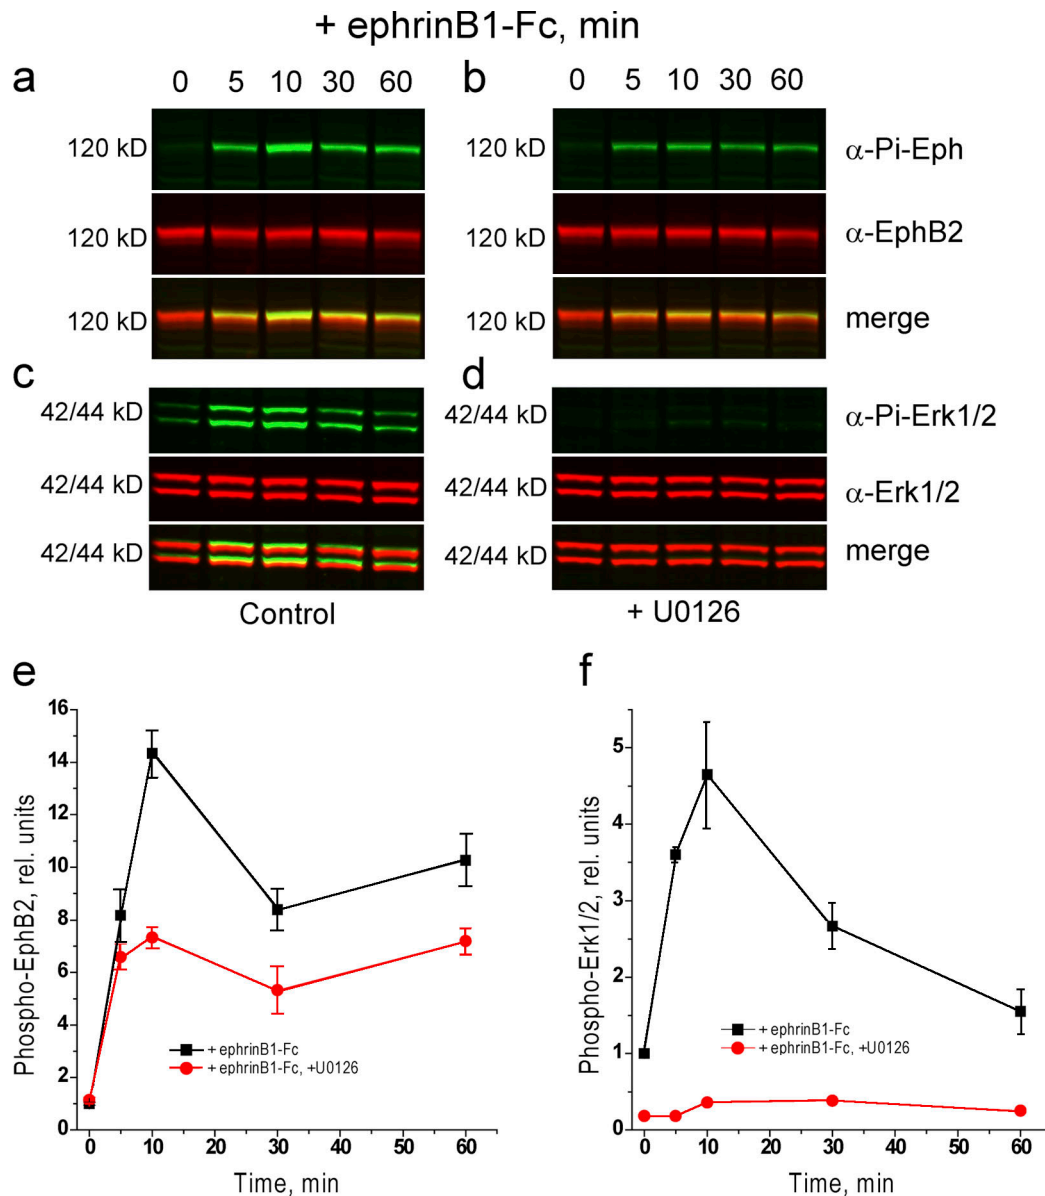 + ephrinB1-Fc, min
a
0 5 10 30 60
b
0 5 10 30 60
120 kD
120 kD
α-Pi-Eph
120 kD
120 kD
α-EphB2
120 kD
120 kD
merge
c
d
42/44 kD
42/44 kD
α-Pi-Erk1/2
42/44 kD
42/44 kD
α-Erk1/2
42/44 kD
42/44 kD
merge
Control
+ U0126
e
Phospho-EphB2, rel. units
16
14
12
10
8
6
4
2
0
+ ephrinB1-Fc
+ ephrinB1-Fc, +U0126
0 10 20 30 40 50 60
Time, min
f
Phospho-Erk1/2, rel. units
5
4
3
2
1
0
+ ephrinB1-Fc
+ ephrinB1-Fc, +U0126
0 10 20 30 40 50 60
Time, min